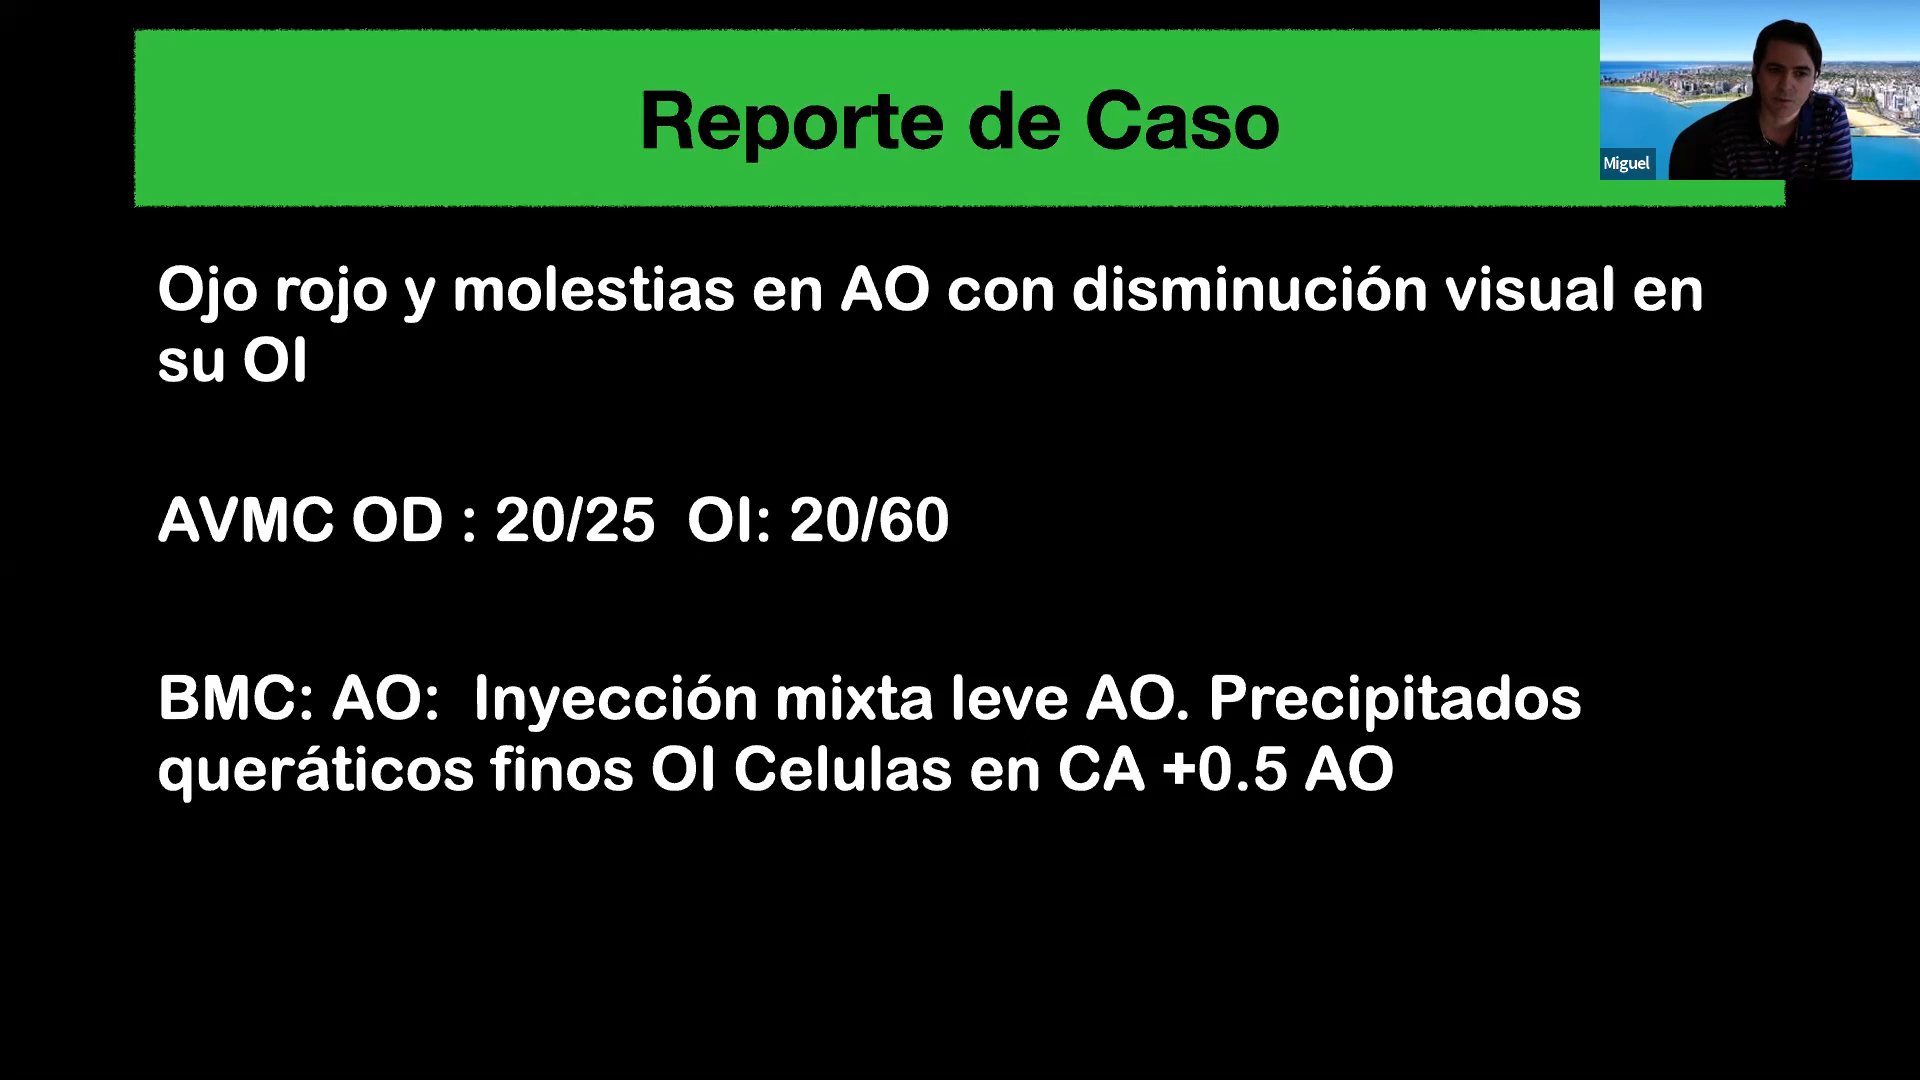 Reporte de Caso
Miguel
Ojo rojo y molestias en AO con disminución visual en
su OI
AVMC OD : 20/25  OI: 20/60
BMC: AO:  Inyección mixta leve AO. Precipitados
queráticos finos OI Celulas en CA +0.5 AO